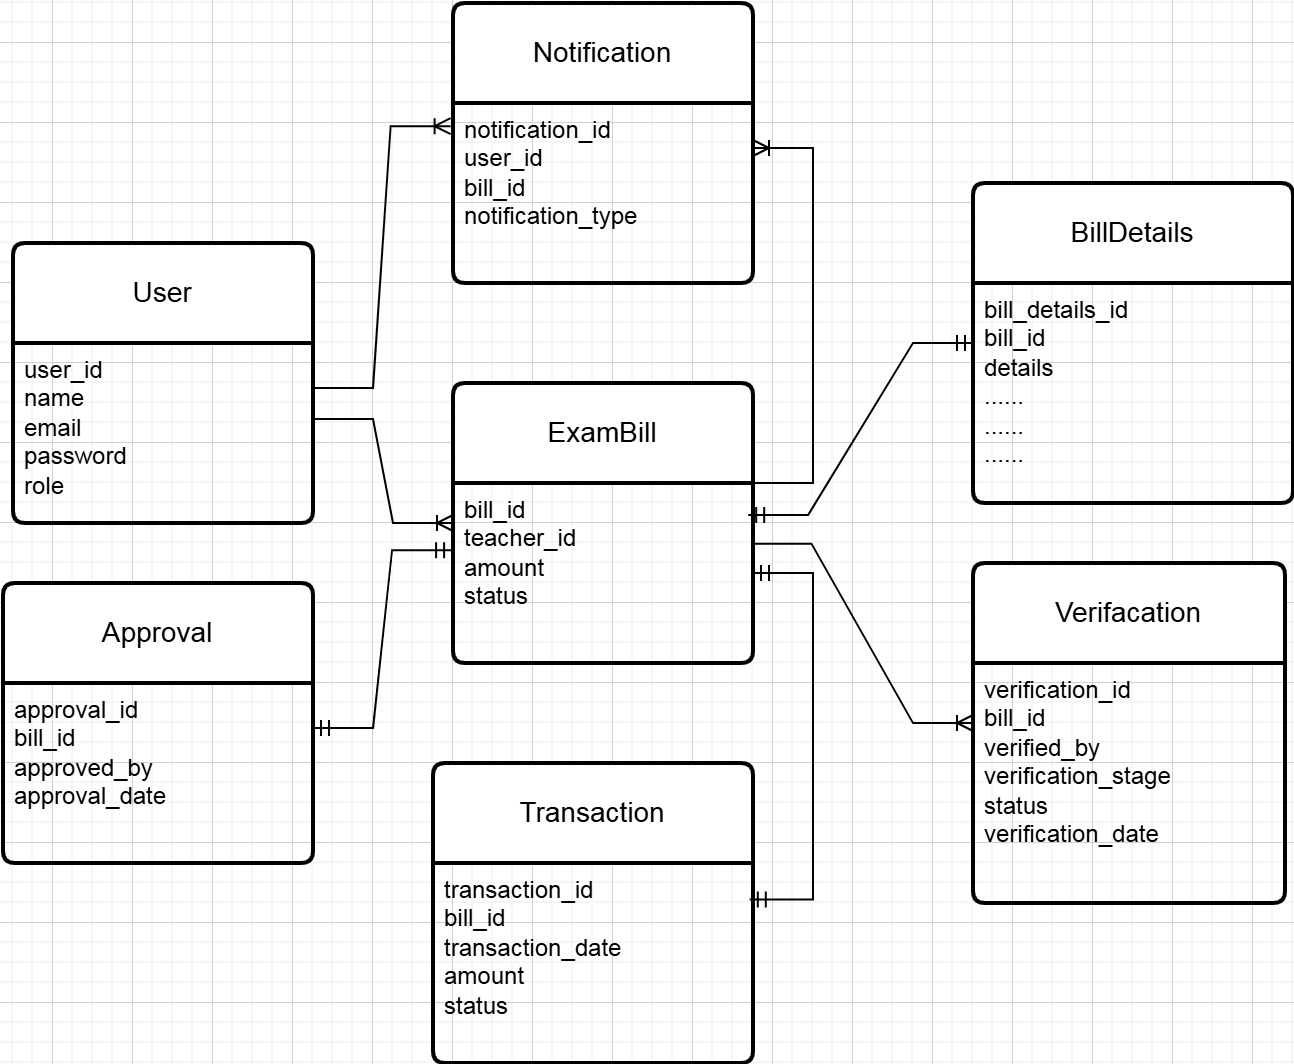 Notification
notification_id
user_id
bill_id
notification_type
User
user_id
name
email
password
role
ExamBill
bill_id
teacher_id
amount
status
BillDetails
bill_details_id
bill_id
details
......
......
......
Approval
approval_id
bill_id
approved_by
approval_date
Transaction
transaction_id
bill_id
transaction_date
amount
status
Verifacation
verification_id
bill_id
verified_by
verification_stage
status
verification_date